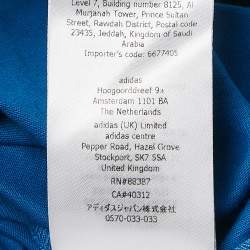 Level 7, Building number 8125, Al
Murjanah Tower, Prince Sultan
Street, Rawdah District, Postal code
23435, Jeddah, Kingdom of Saudi
Arabia
Importer's code: 6677405
adidas
Hoogoorddreef 9a
Amsterdam 1101 BA
The Netherlands
adidas (UK) Limited
adidas centre
Pepper Road, Hazel Grove
Stockport, SK7 5SA
United Kingdom
RN#88387
CA#40312
アディダスジャパン株式会社
0570-033-033